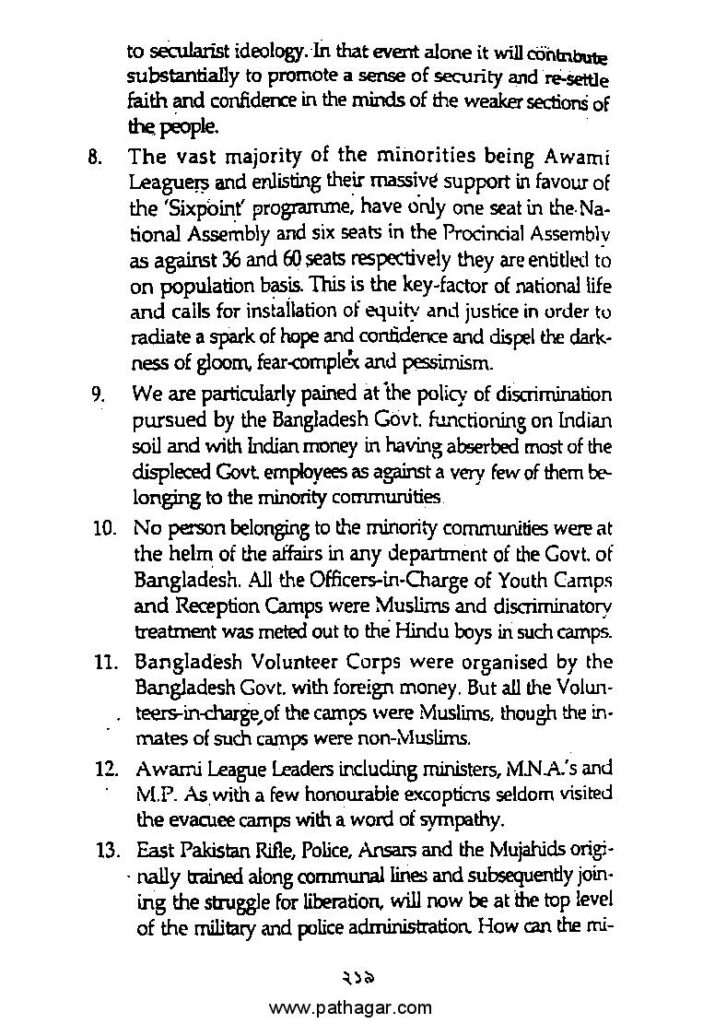 to secularist ideology. In that event alone it will contribute
substantially to promote a sense of security and re-settle
faith and confidence in the minds of the weaker sections of
the people.
8. The vast majority of the minorities being Awami
Leaguers and enlisting their massive support in favour of
the 'Sixpoint' programme, have only one seat in the Na-
tional Assembly and six seats in the Procincial Assembly
as against 36 and 60 seats respectively they are entitled to
on population basis. This is the key-factor of national life
and calls for installation of equity and justice in order to
radiate a spark of hope and confidence and dispel the dark-
ness of gloom, fear-complex and pessimism.
9. We are particularly pained at the policy of discrimination
pursued by the Bangladesh Govt. functioning on Indian
soil and with Indian money in having abserbed most of the
displeced Govt. employees as against a very few of them be-
longing to the minority communities.
10. No person belonging to the minority communities were at
the helm of the affairs in any department of the Govt. of
Bangladesh. All the Officers-in-Charge of Youth Camps
and Reception Camps were Muslims and discriminatory
treatment was meted out to the Hindu boys in such camps.
11. Bangladesh Volunteer Corps were organised by the
Bangladesh Govt. with foreign money. But all the Volun-
teers-in-charge of the camps were Muslims, though the in-
mates of such camps were non-Muslims.
12. Awami League Leaders including ministers, M.N.A.'s and
M.P. As with a few honourable excoptions seldom visited
the evacuee camps with a word of sympathy.
13. East Pakistan Rifle, Police, Ansars and the Mujahids origi-
nally trained along communal lines and subsequently join-
ing the struggle for liberation, will now be at the top level
of the military and police administration. How can the mi-
২১৯
www.pathagar.com